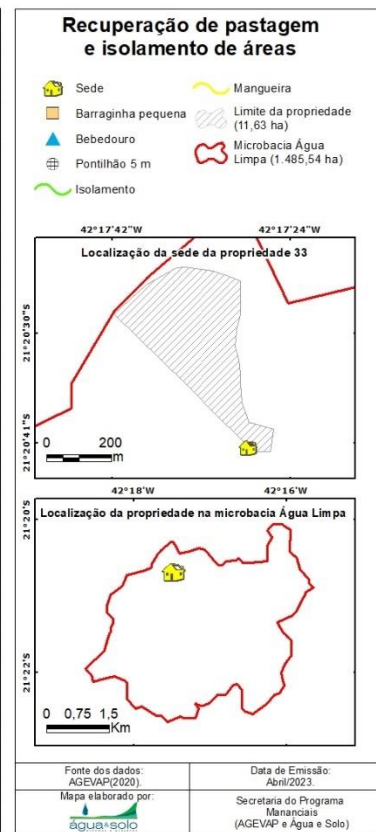 Recuperação de pastagem
e isolamento de áreas
Sede
Barraginha pequena
Bebedouro
Pontilhão 5 m
Isolamento
Mangueira
Limite da propriedade
(11,63 ha)
Microbacia Água
Limpa (1.485,54 ha)
42°17'42"W 42°17'24"W
Localização da sede da propriedade 33
21°20'30"S
21°20'41"S
0 200
m
42°18'W 42°16'W
Localização da propriedade na microbacia Água Limpa
21°20'S
21°22'S
0 0,75 1,5
Km
Fonte dos dados:
AGEVAP(2020).
Data de Emissão:
Abril/2023.
Mapa elaborado por:
água&solo
Secretaria do Programa
Mananciais
(AGEVAP e Água e Solo)